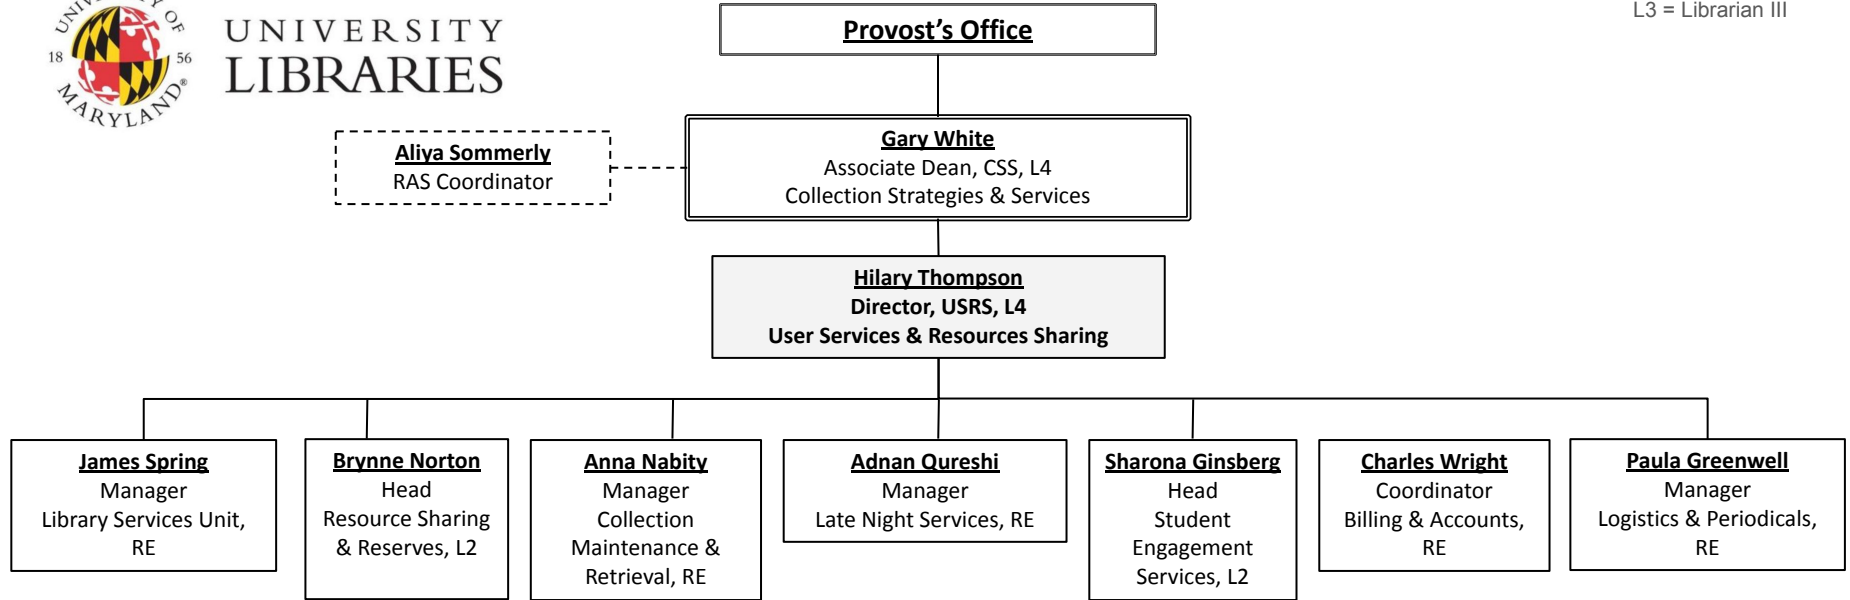 UNIVERSITY OF
18 56
MARYLAND®
UNIVERSITY
LIBRARIES
L3 = Librarian III
Provost’s Office
Aliya Sommerly
RAS Coordinator
Gary White
Associate Dean, CSS, L4
Collection Strategies & Services
Hilary Thompson
Director, USRS, L4
User Services & Resources Sharing
James Spring
Manager
Library Services Unit,
RE
Brynne Norton
Head
Resource Sharing
& Reserves, L2
Anna Nabity
Manager
Collection
Maintenance &
Retrieval, RE
Adnan Qureshi
Manager
Late Night Services, RE
Sharona Ginsberg
Head
Student
Engagement
Services, L2
Charles Wright
Coordinator
Billing & Accounts,
RE
Paula Greenwell
Manager
Logistics & Periodicals,
RE